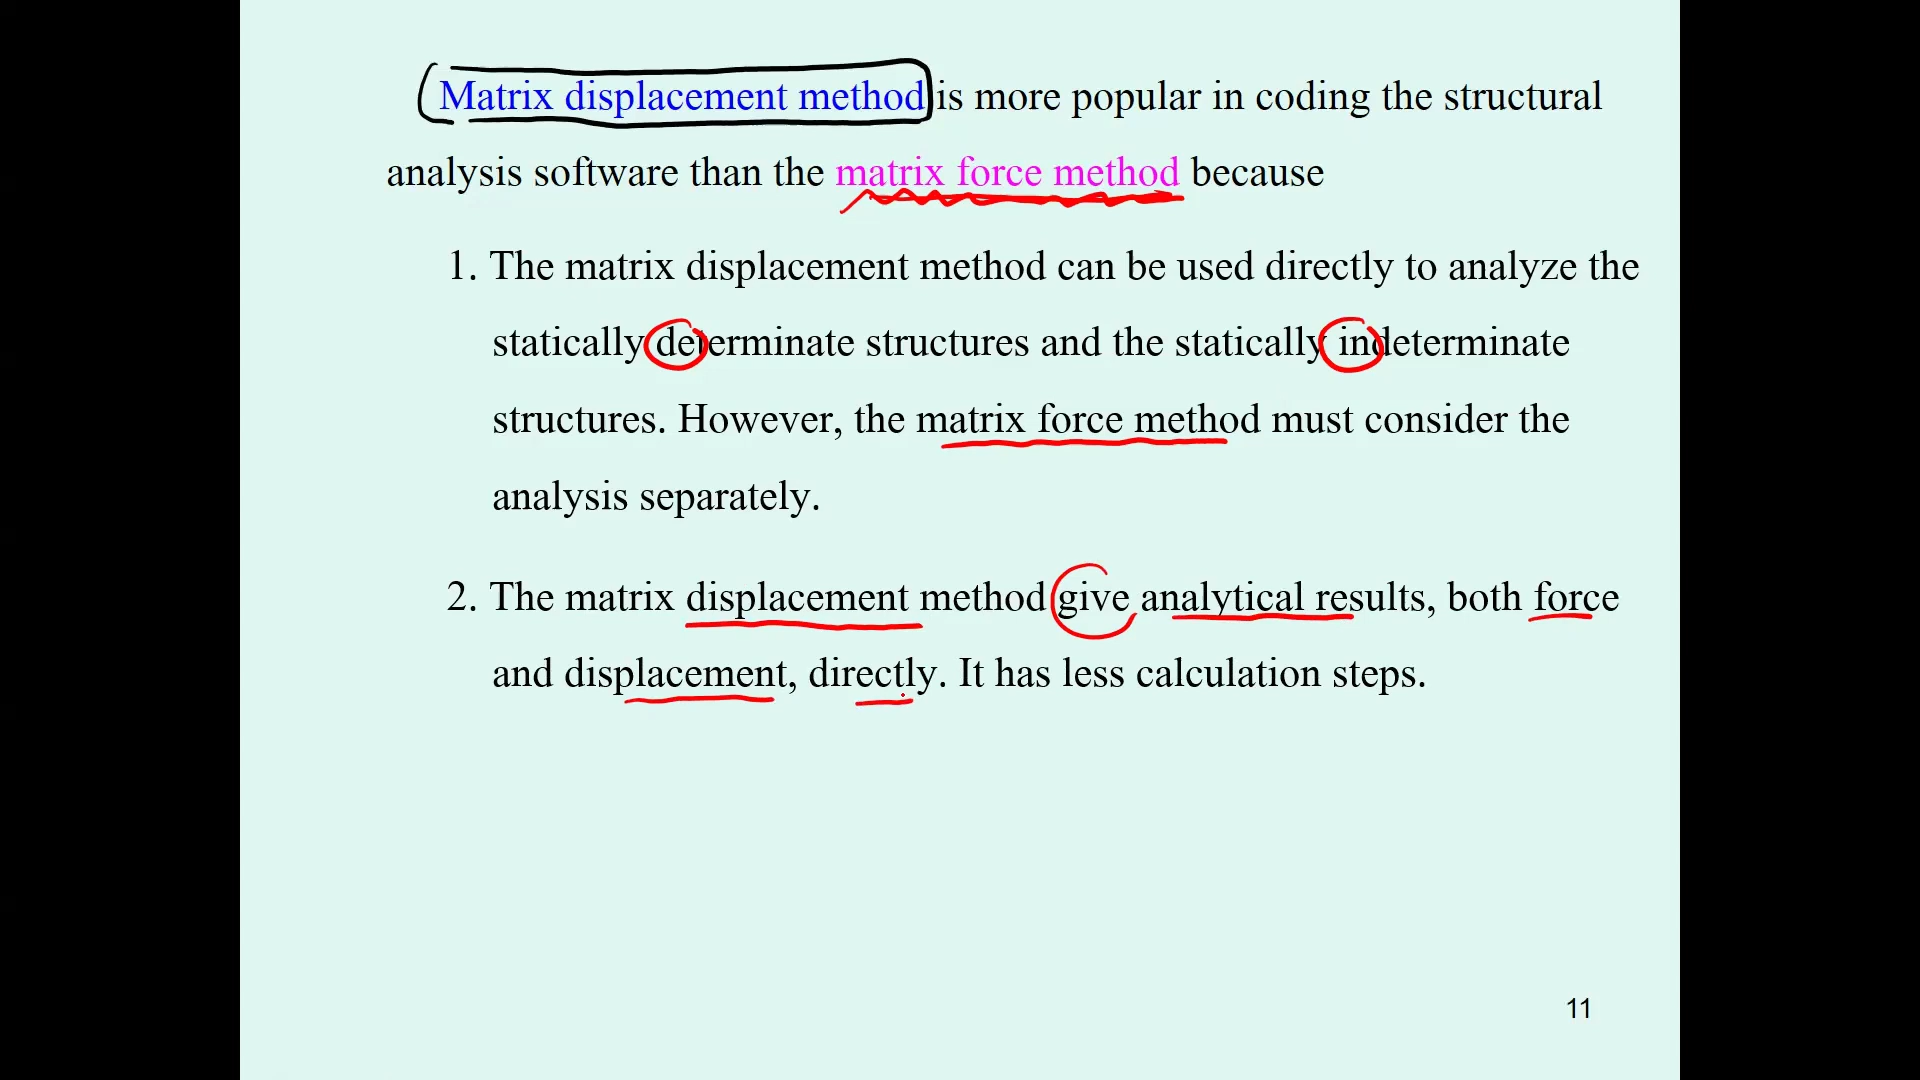 Matrix displacement method is more popular in coding the structural
analysis software than the matrix force method because
1. The matrix displacement method can be used directly to analyze the
statically determinate structures and the statically indeterminate
structures. However, the matrix force method must consider the
analysis separately.
2. The matrix displacement method give analytical results, both force
and displacement, directly. It has less calculation steps.
11